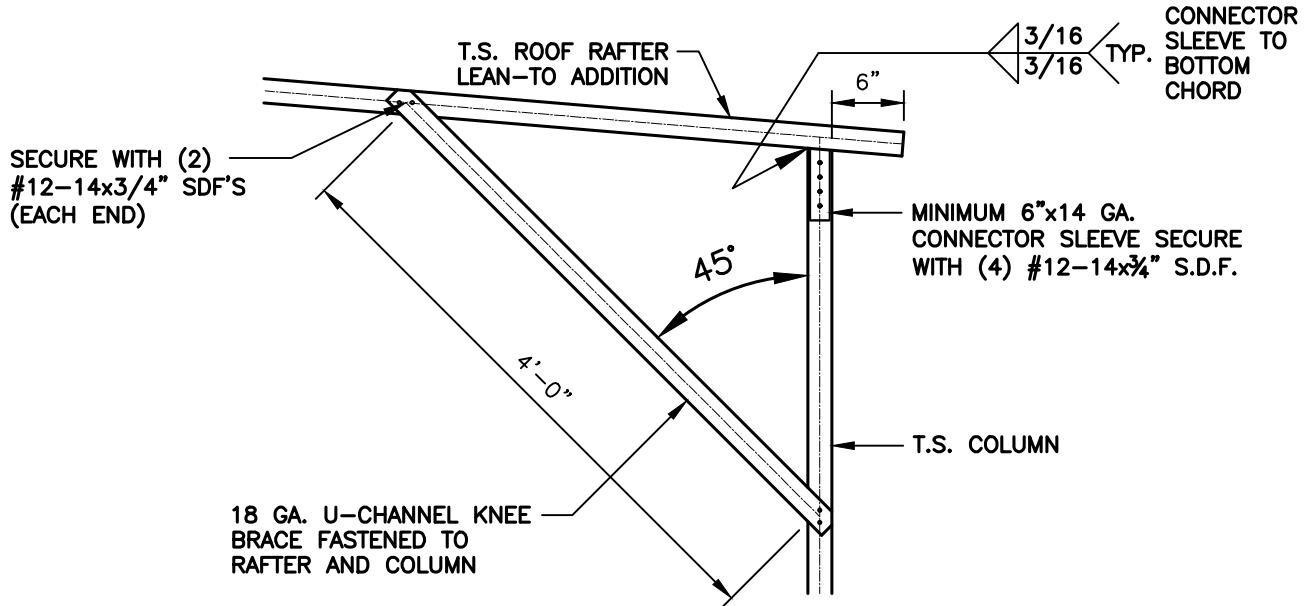 T.S. ROOF RAFTER
LEAN-TO ADDITION
3/16
3/16
TYP.
CONNECTOR
SLEEVE TO
BOTTOM
CHORD
6"
SECURE WITH (2)
#12-14x3/4" SDF'S
(EACH END)
MINIMUM 6"x14 GA.
CONNECTOR SLEEVE SECURE
WITH (4) #12-14x¾" S.D.F.
45°
4'-0"
T.S. COLUMN
18 GA. U-CHANNEL KNEE
BRACE FASTENED TO
RAFTER AND COLUMN